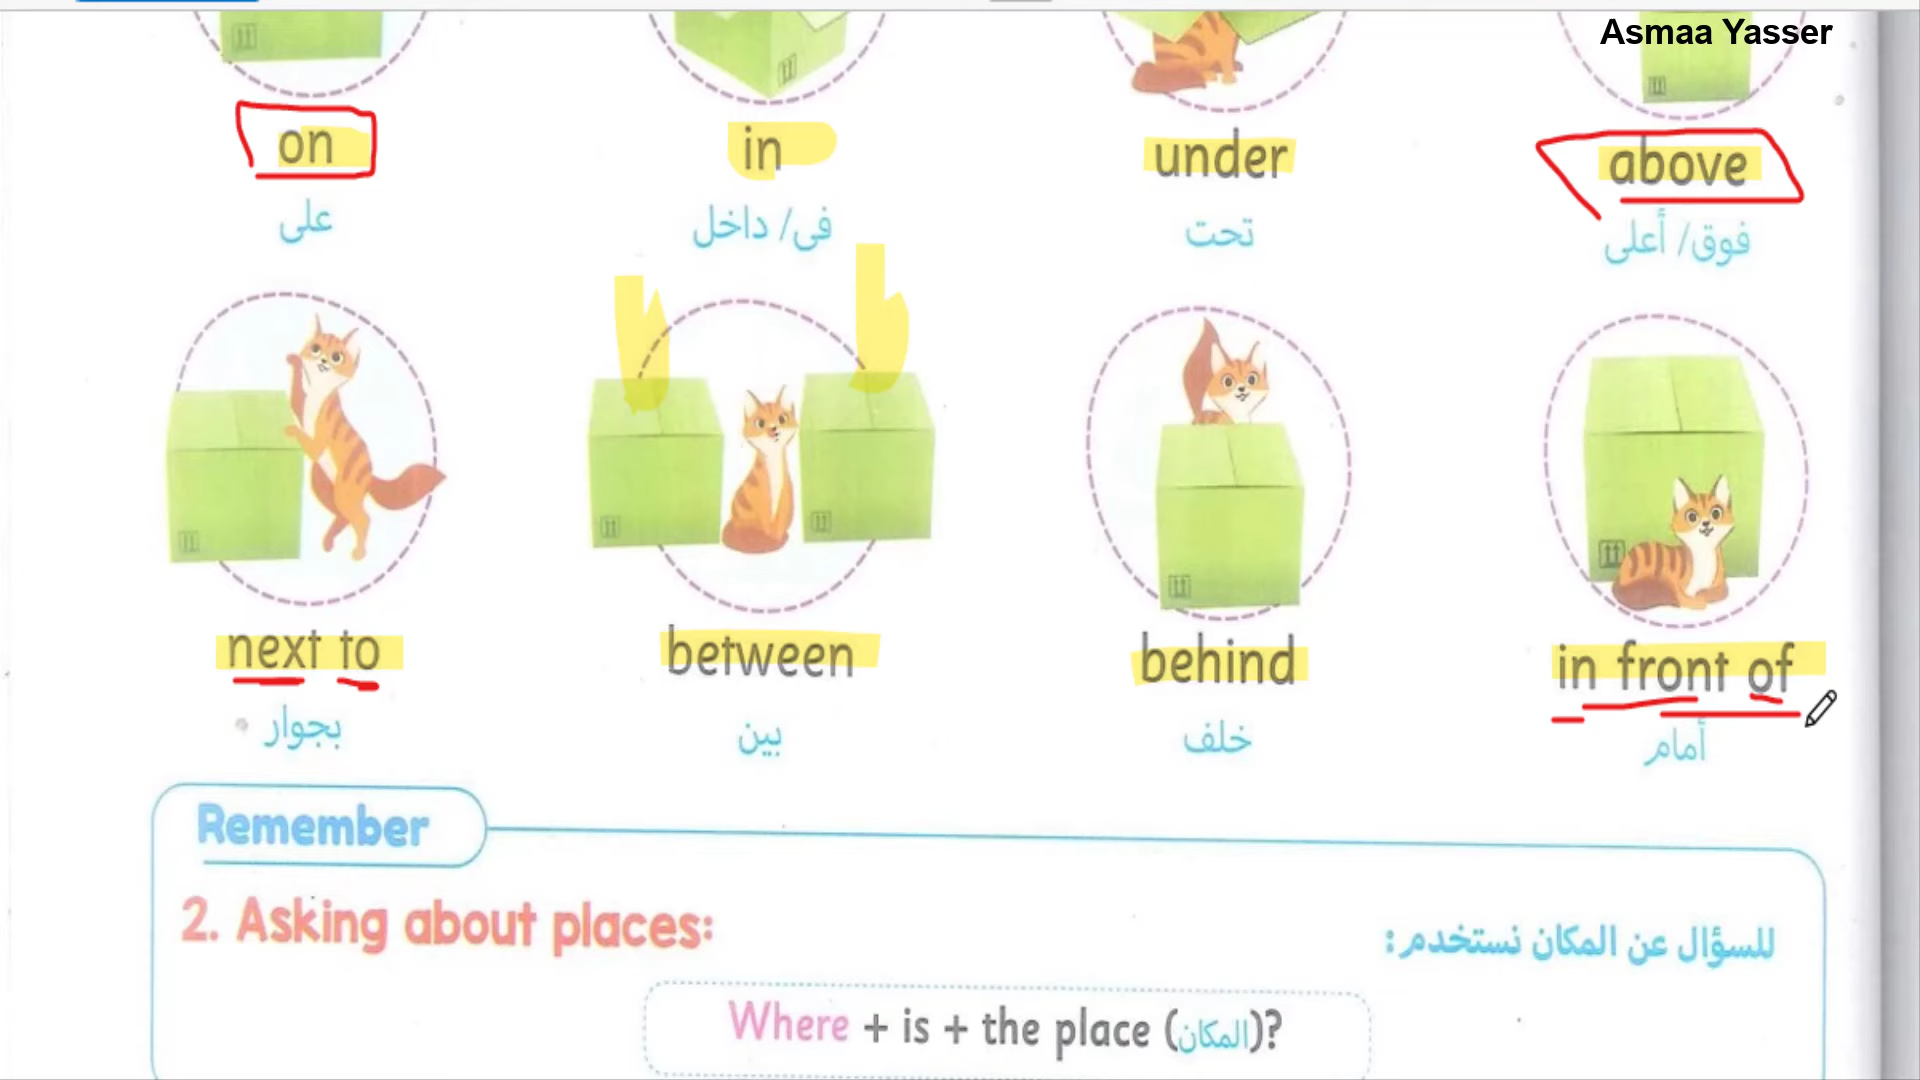 Asmaa Yasser
on
in
under
above
على
فى/ داخل
تحت
فوق/ أعلى
next to
between
behind
in front of
بجوار
بين
خلف
أمام
Remember
2. Asking about places:
للسؤال عن المكان نستخدم:
Where + is + the place (المكان)?